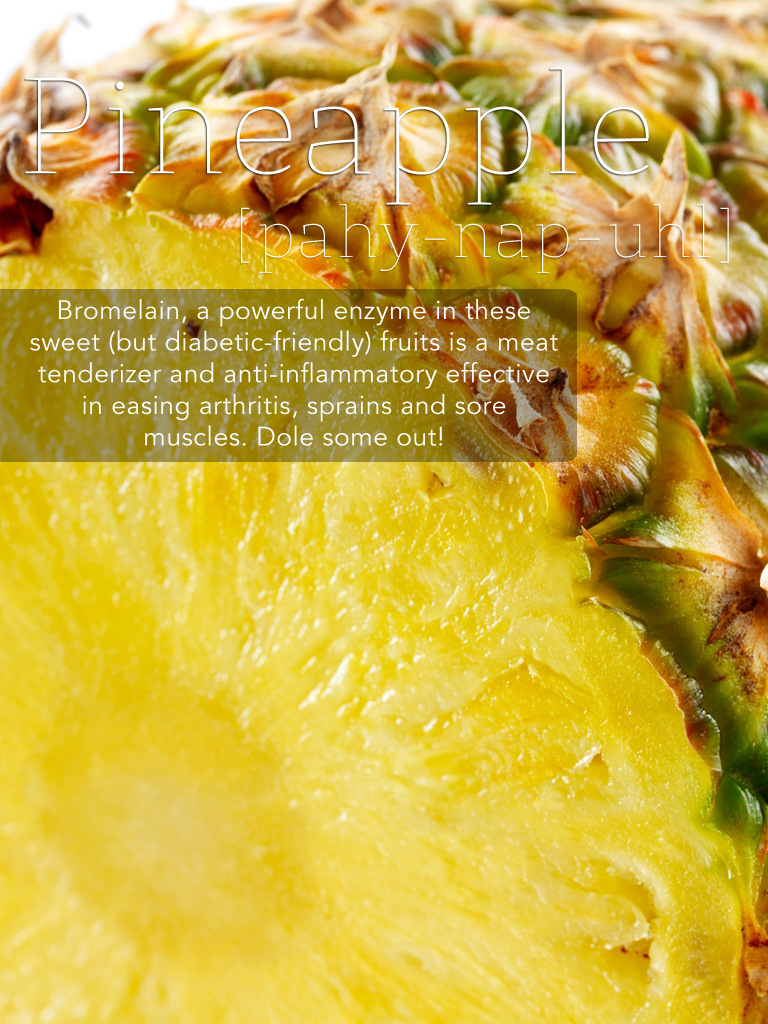 Pineapple
[pahy-nap-uhl]
Bromelain, a powerful enzyme in these
sweet (but diabetic-friendly) fruits is a meat
tenderizer and anti-inflammatory effective
in easing arthritis, sprains and sore
muscles. Dole some out!